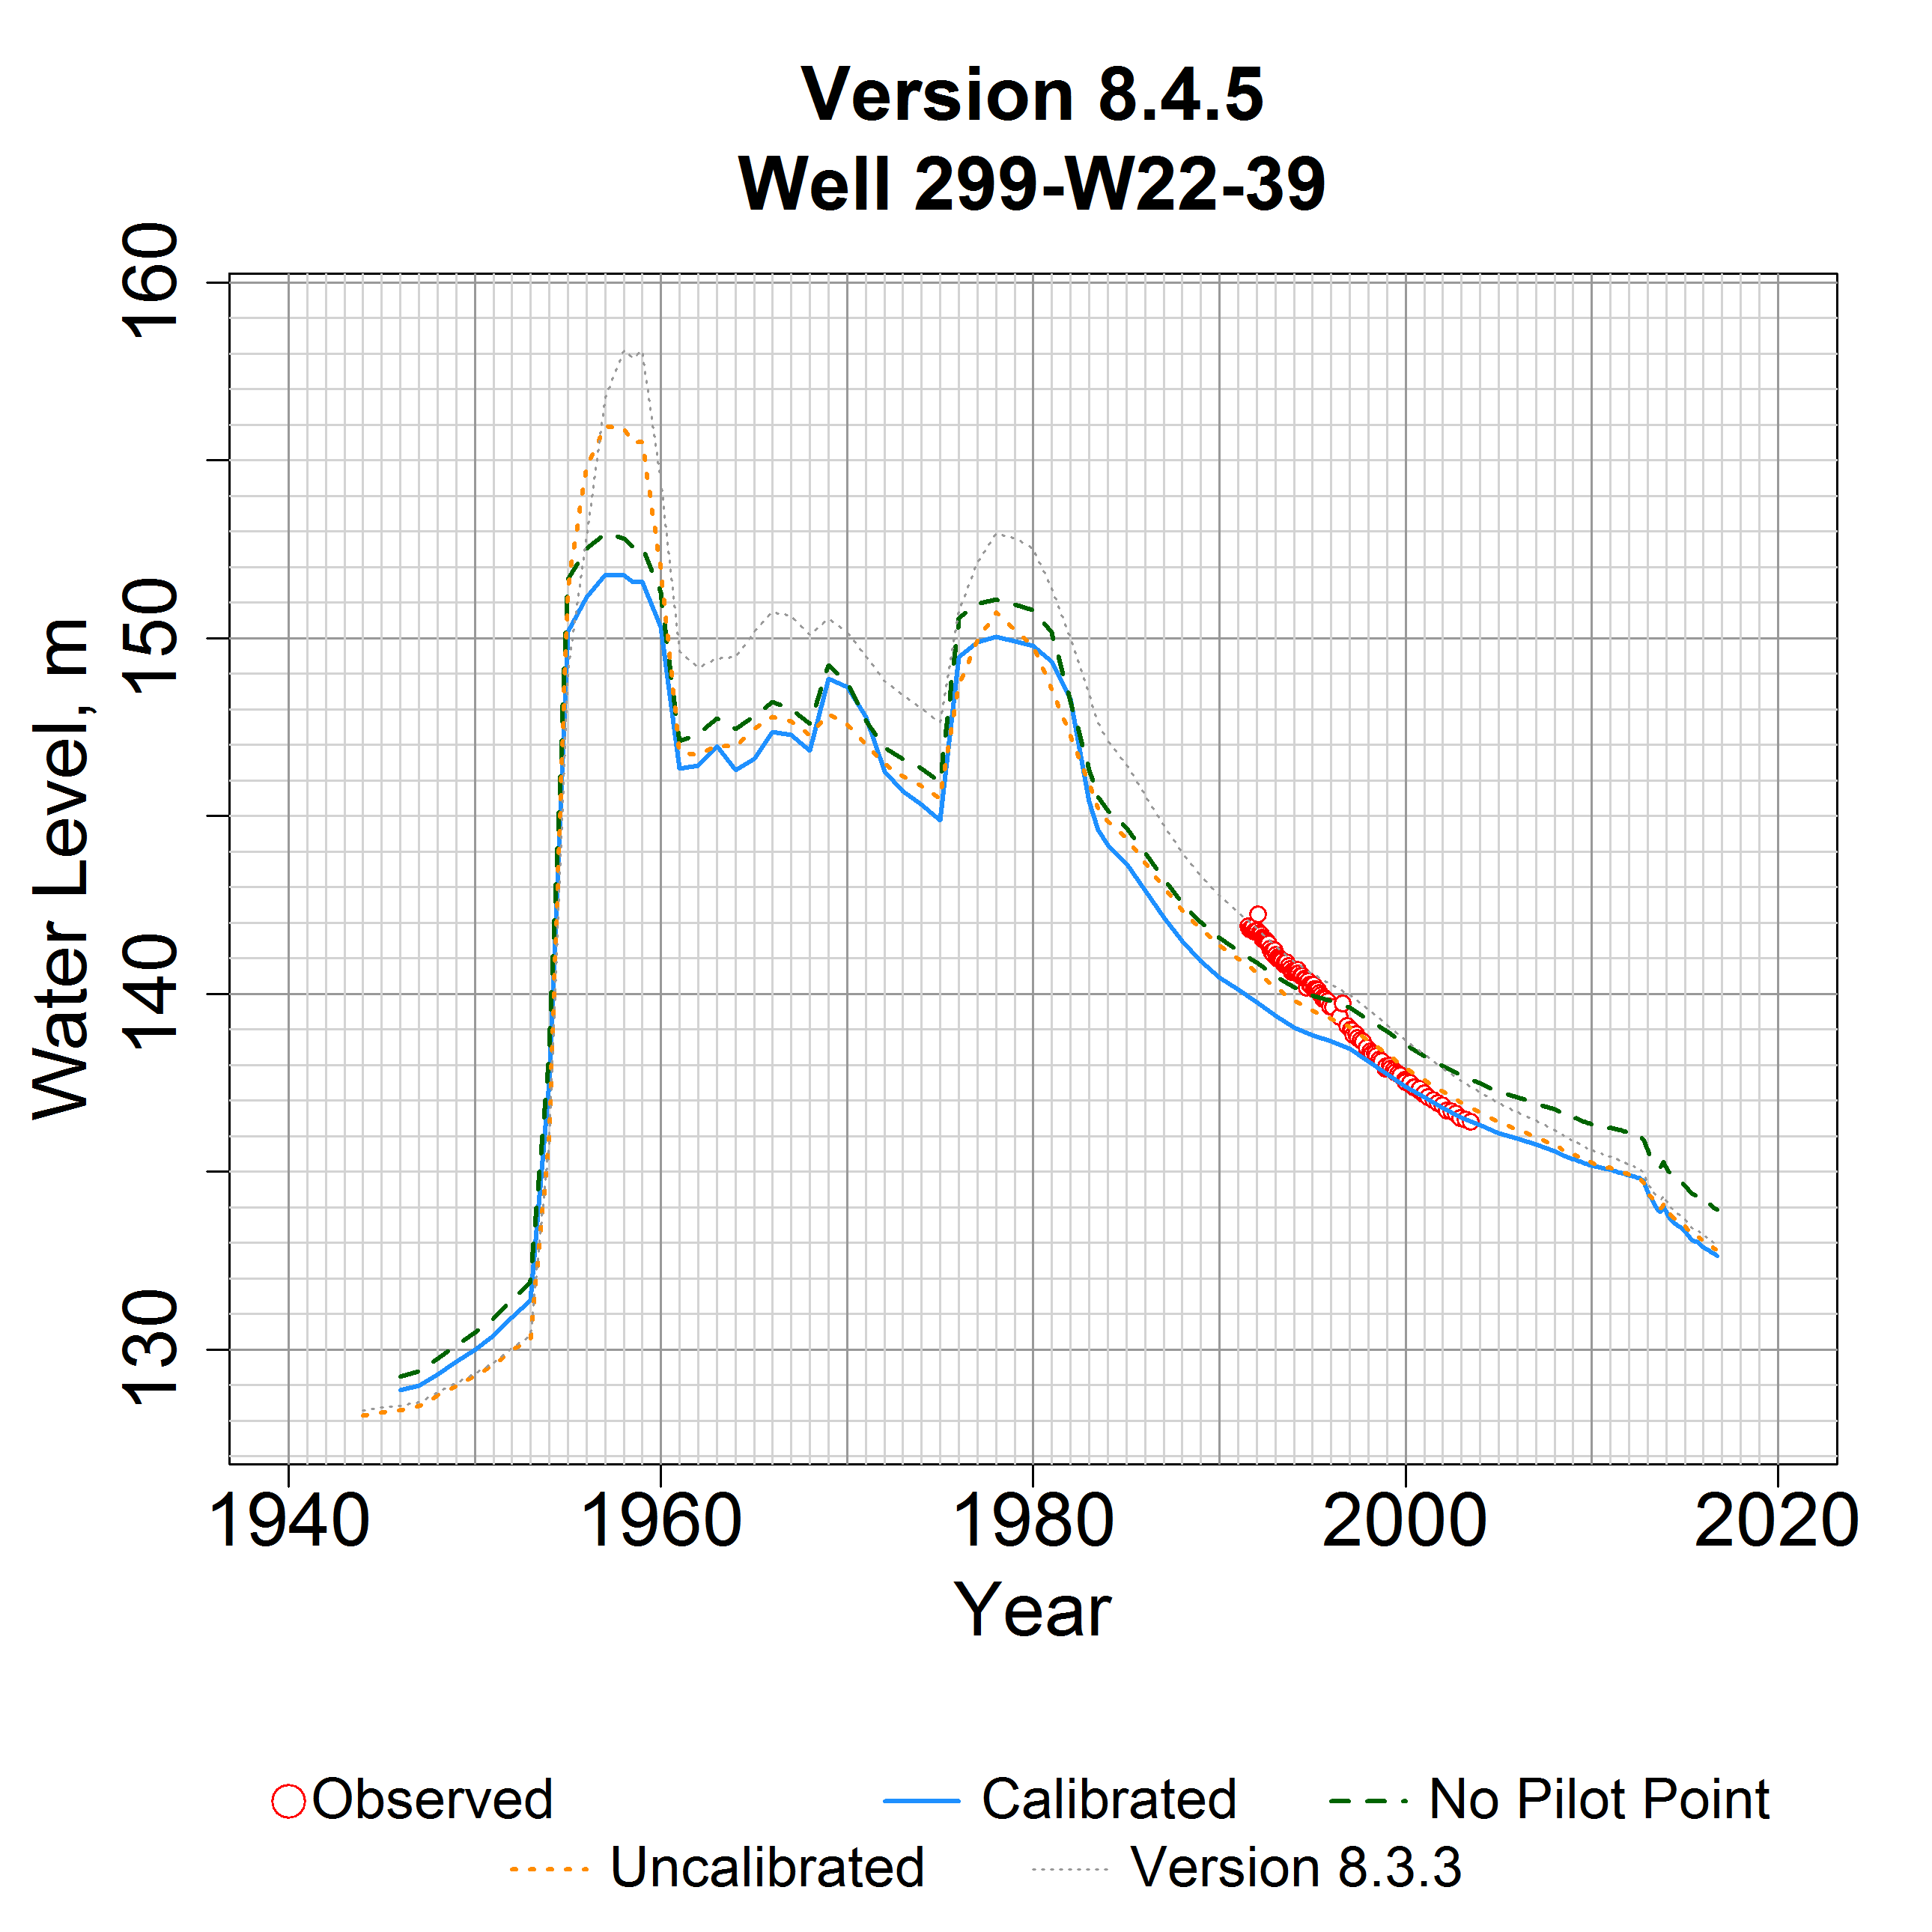 Version 8.4.5
Well 299-W22-39
160
150
140
130
Water Level, m
1940 1960 1980 2000 2020
Year
Observed Calibrated No Pilot Point
Uncalibrated Version 8.3.3